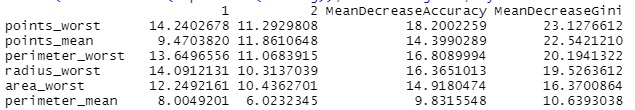 1 MeanDecreaseAccuracy MeanDecreaseGini
points_worst 14.2402678 11.2929808 18.2002259 23.1276612
points_mean 9.4703820 11.8610648 14.3990289 22.5421210
perimeter_worst 13.6496556 11.0683915 16.8089994 20.1941322
radius_worst 14.0912131 10.3137039 16.3651013 19.5263612
area_worst 12.2492161 10.4362701 14.9180474 16.3700864
perimeter_mean 8.0049201 6.0232345 9.8315548 10.6393038